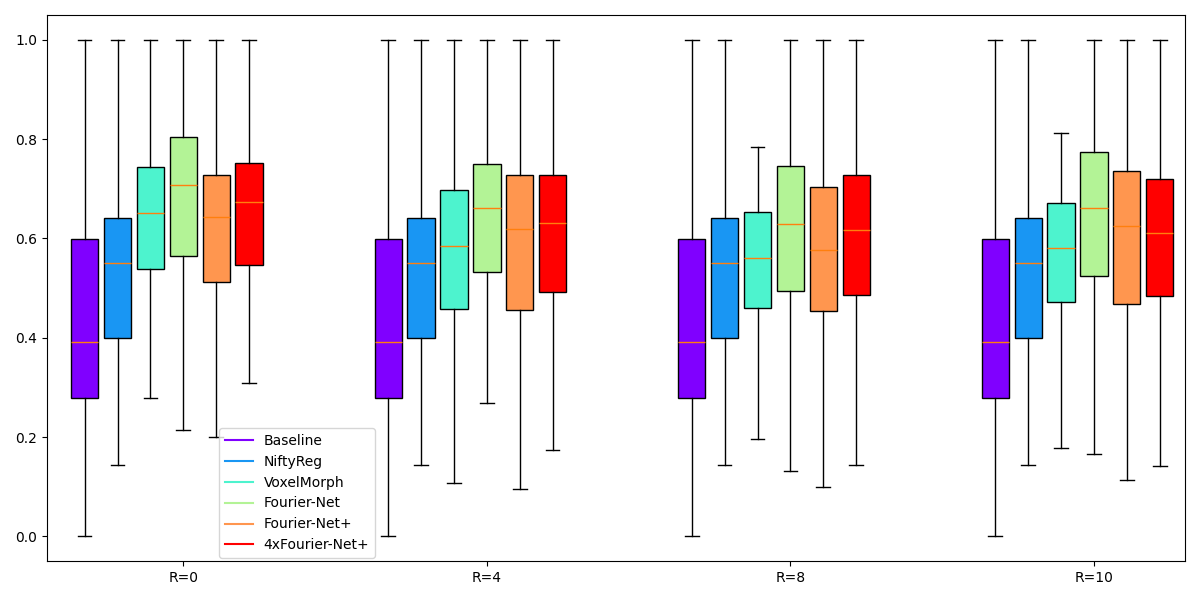 1.0
0.8
0.6
0.4
0.2
0.0
Baseline
NiftyReg
VoxelMorph
Fourier-Net
Fourier-Net+
4xFourier-Net+
R=0 R=4 R=8 R=10